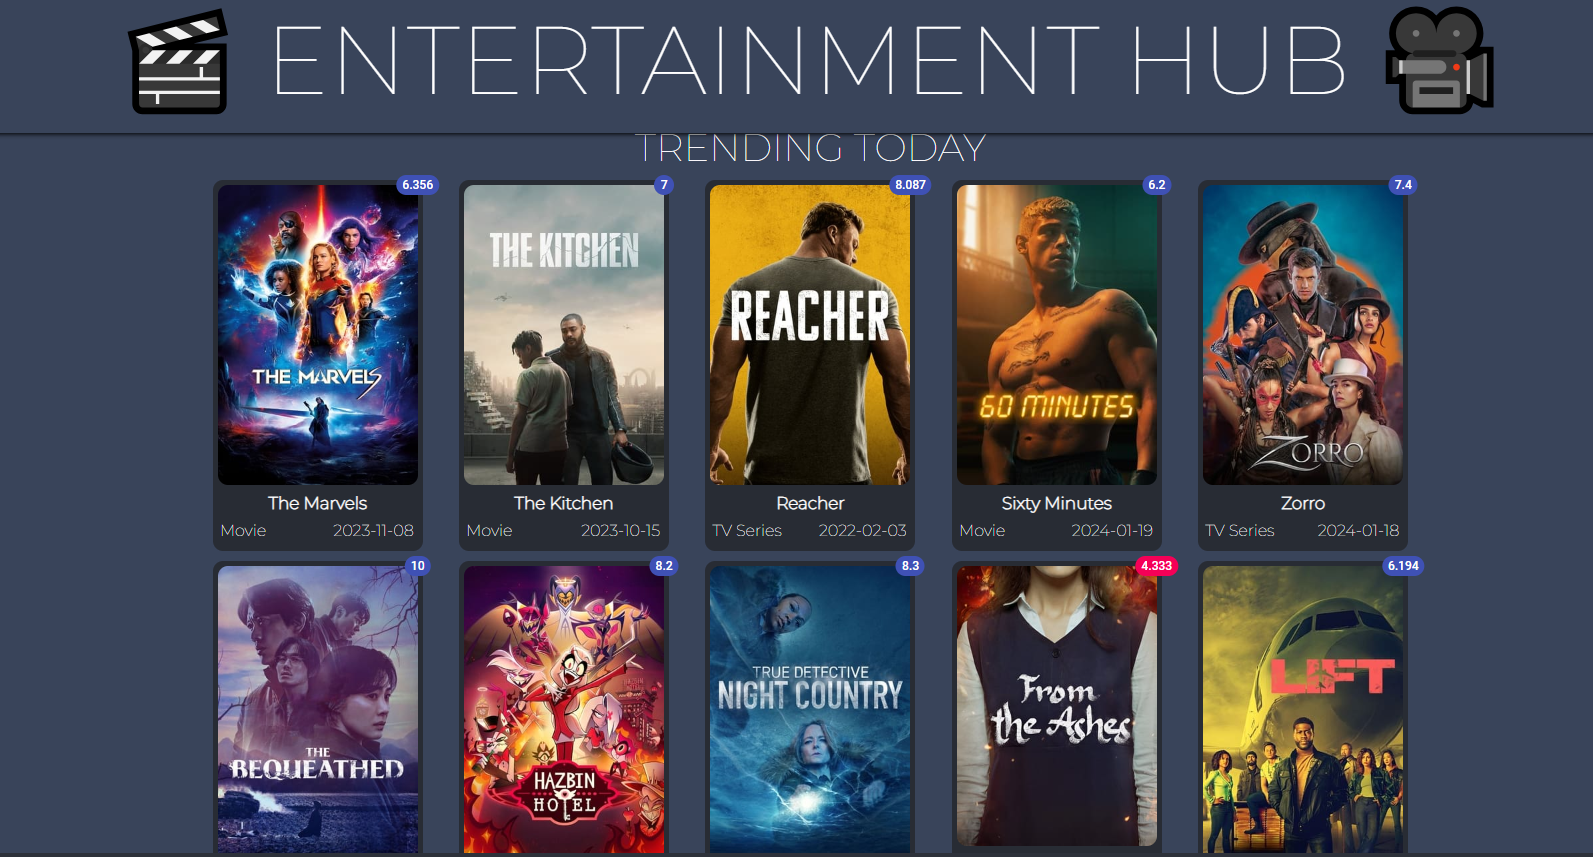 ENTERTAINMENT HUB
TRENDING TODAY
6.356
THE MARVELS
The Marvels
Movie 2023-11-08
7
THE KITCHEN
The Kitchen
Movie 2023-10-15
8.087
REACHER
Reacher
TV Series 2022-02-03
6.2
60 MINUTES
Sixty Minutes
Movie 2024-01-19
7.4
ZORRO
Zorro
TV Series 2024-01-18
10
THE
BEQUEATHED
8.2
HAZBIN
HOTEL
8.3
TRUE DETECTIVE
NIGHT COUNTRY
4.333
From
the Ashes
6.194
LIFT